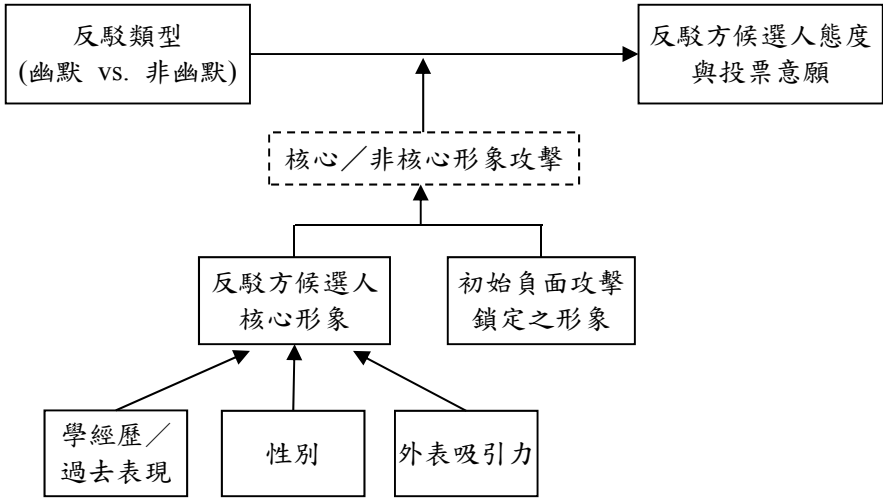 反駁類型
(幽默 vs. 非幽默)
反駁方候選人態度
與投票意願
核心／非核心形象攻擊
反駁方候選人
核心形象
初始負面攻擊
鎖定之形象
學經歷／
過去表現
性別
外表吸引力